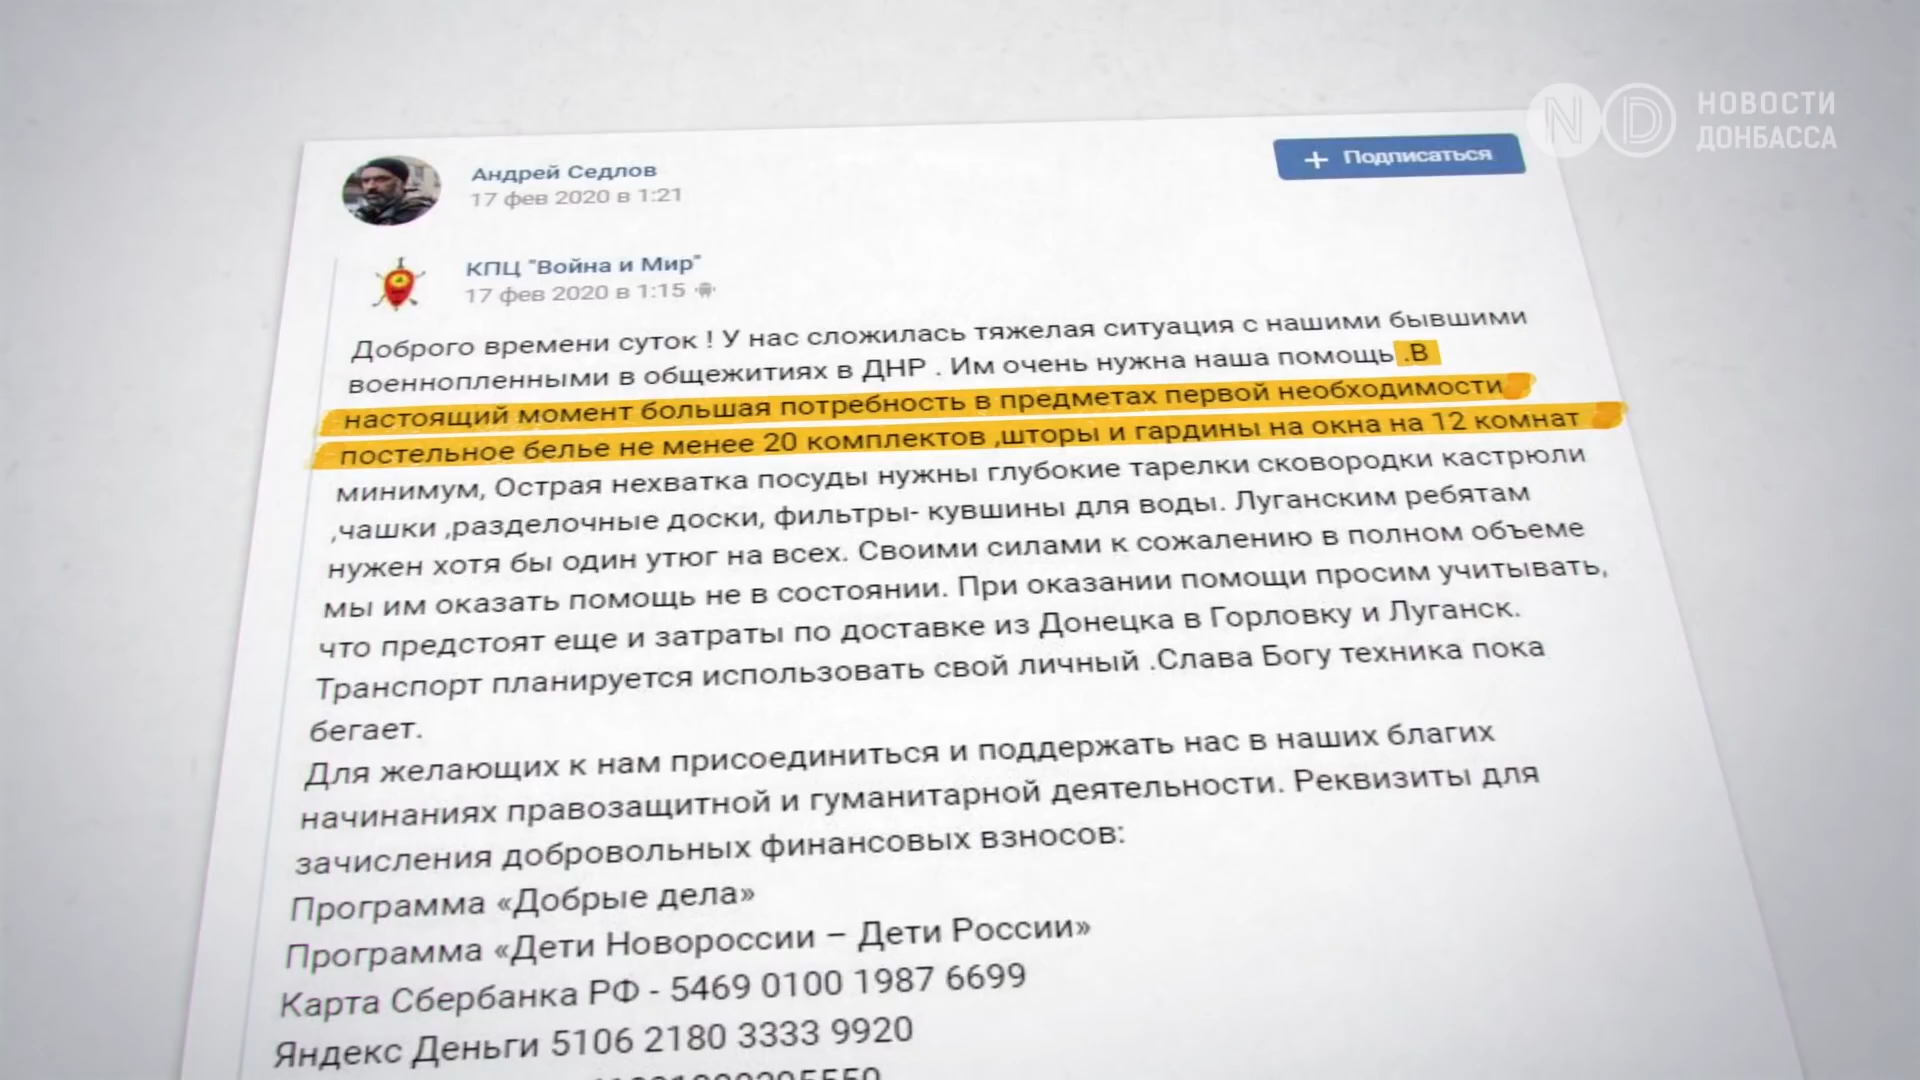 НОВОСТИ
ДОНБАССА
ND
Андрей Седлов
17 фев 2020 в 1:21
+ Подписаться
КПЦ "Война и Мир"
17 фев 2020 в 1:15
Доброго времени суток ! У нас сложилась тяжелая ситуация с нашими бывшими
военнопленными в общежитиях в ДНР . Им очень нужна наша помощь .В
настоящий момент большая потребность в предметах первой необходимости
постельное белье не менее 20 комплектов ,шторы и гардины на окна на 12 комнат
минимум, Острая нехватка посуды нужны глубокие тарелки сковородки кастрюли
,чашки ,разделочные доски, фильтры- кувшины для воды. Луганским ребятам
нужен хотя бы один утюг на всех. Своими силами к сожалению в полном объеме
мы им оказать помощь не в состоянии. При оказании помощи просим учитывать,
что предстоят еще и затраты по доставке из Донецка в Горловку и Луганск.
Транспорт планируется использовать свой личный .Слава Богу техника пока
бегает.
Для желающих к нам присоединиться и поддержать нас в наших благих
начинаниях правозащитной и гуманитарной деятельности. Реквизиты для
зачисления добровольных финансовых взносов:
Программа «Добрые дела»
Программа «Дети Новороссии – Дети России»
Карта Сбербанка РФ - 5469 0100 1987 6699
Яндекс Деньги 5106 2180 3333 9920